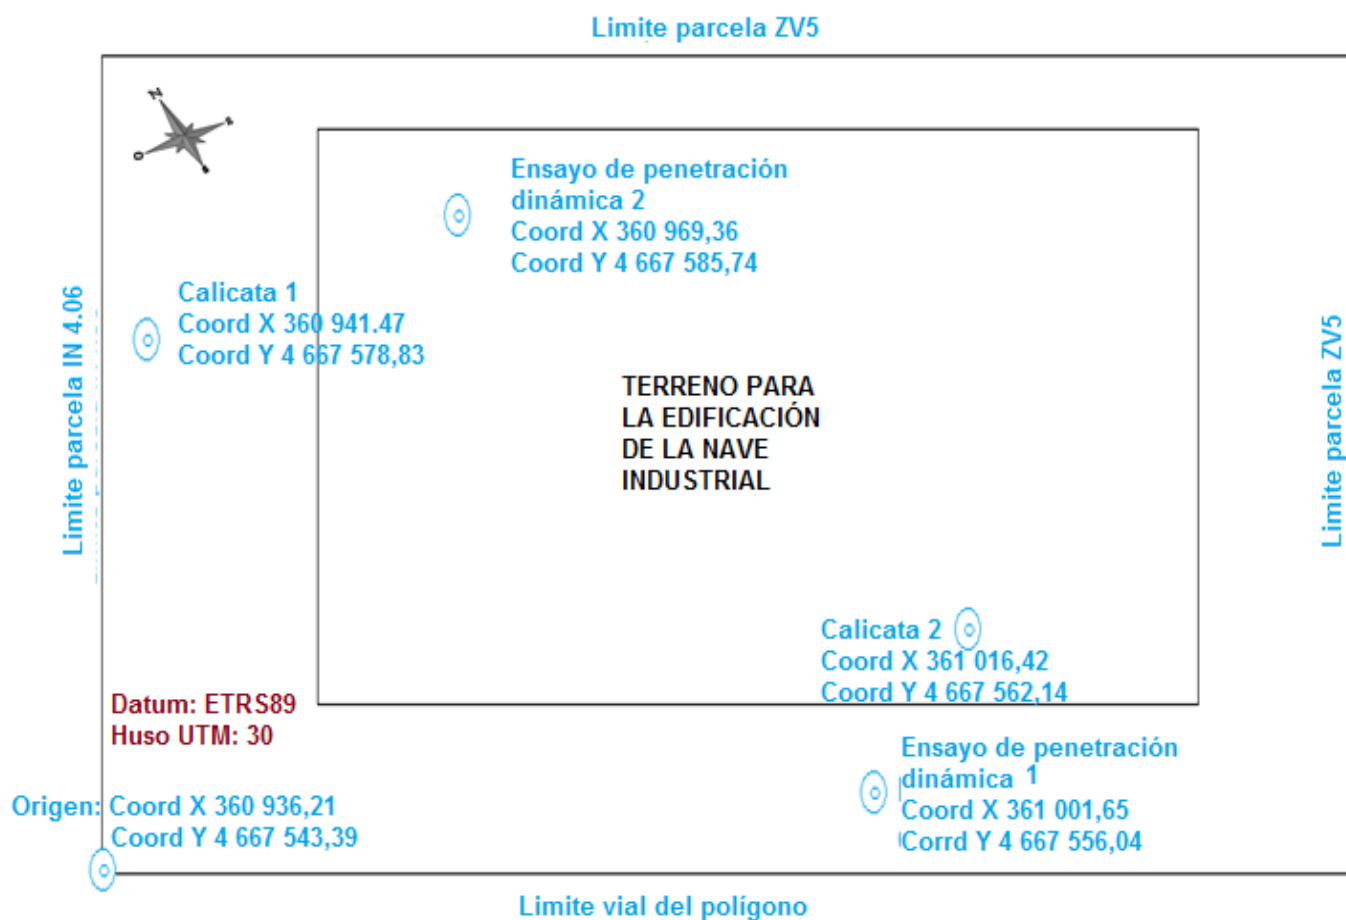 Limite parcela ZV5
Ensayo de penetración
dinámica 2
Coord X 360 969,36
Coord Y 4 667 585,74
Calicata 1
Coord X 360 941.47
Coord Y 4 667 578,83
Limite parcela IN 4.06
TERRENO PARA
LA EDIFICACIÓN
DE LA NAVE
INDUSTRIAL
Limite parcela ZV5
Calicata 2
Coord X 361 016,42
Coord Y 4 667 562,14
Datum: ETRS89
Huso UTM: 30
Ensayo de penetración
dinámica 1
Coord X 361 001,65
Corrd Y 4 667 556,04
Origen: Coord X 360 936,21
Coord Y 4 667 543,39
Limite vial del polígono